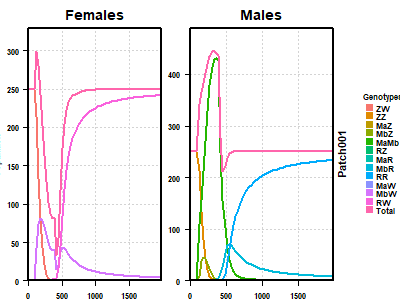 Females
Males
300
250
200
150
100
50
0
0
500
1000
1500
400
300
200
100
0
0
500
1000
1500
Patch001
Genotype
ZW
ZZ
MaZ
MbZ
MaMb
RZ
MaR
MbR
RR
MaW
MbW
RW
Total